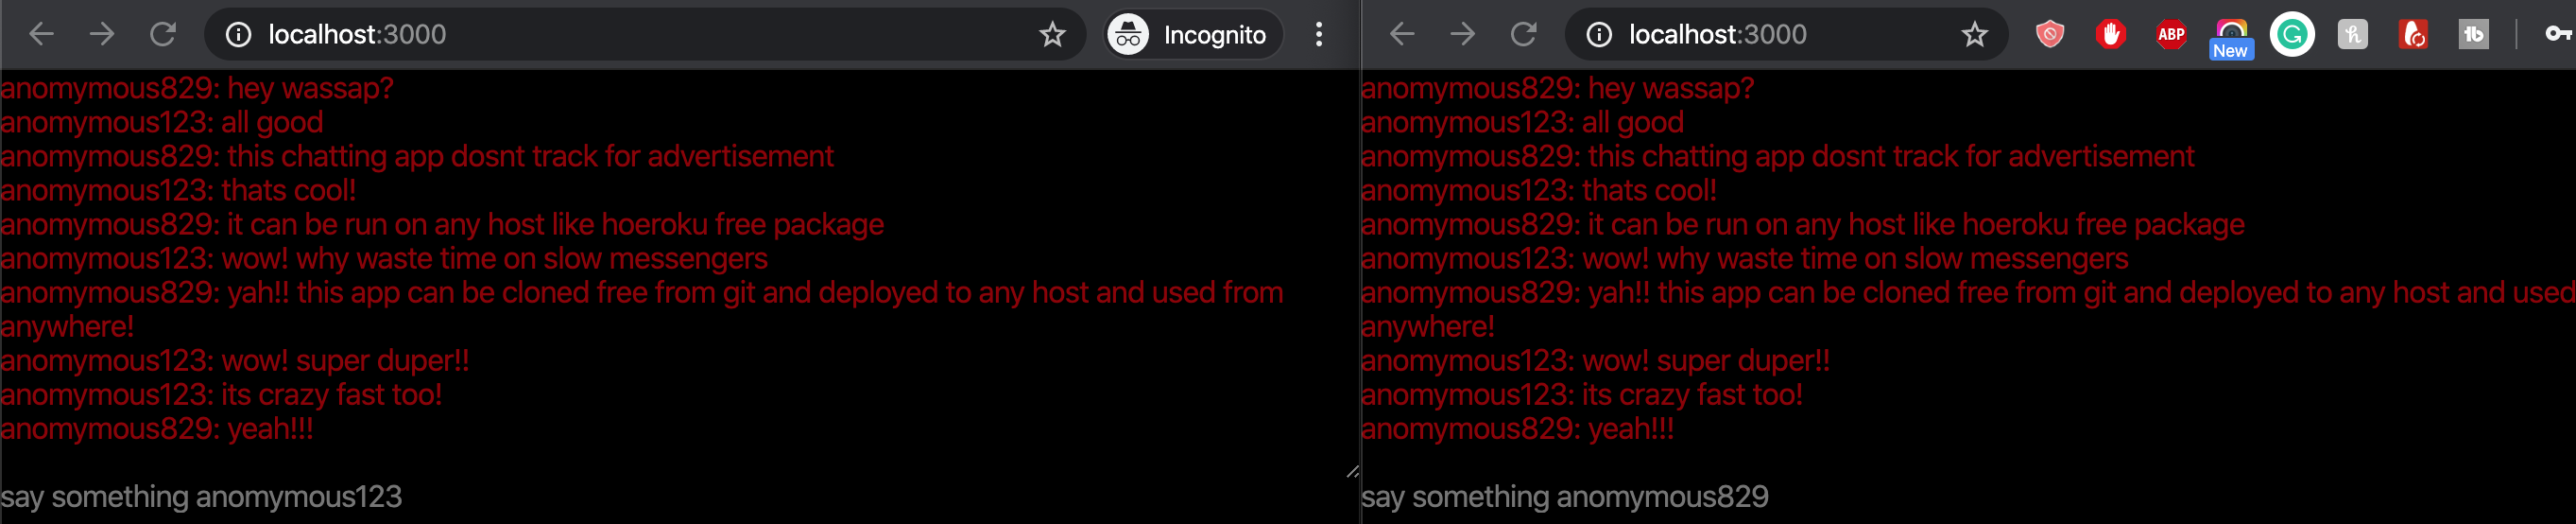 localhost:3000
Incognito
anomymous829: hey wassap?
anomymous123: all good
anomymous829: this chatting app dosnt track for advertisement
anomymous123: thats cool!
anomymous829: it can be run on any host like hoeroku free package
anomymous123: wow! why waste time on slow messengers
anomymous829: yah!! this app can be cloned free from git and deployed to any host and used from
anywhere!
anomymous123: wow! super duper!!
anomymous123: its crazy fast too!
anomymous829: yeah!!!
say something anomymous123
localhost:3000
ABP
New
G
h
tb
anomymous829: hey wassap?
anomymous123: all good
anomymous829: this chatting app dosnt track for advertisement
anomymous123: thats cool!
anomymous829: it can be run on any host like hoeroku free package
anomymous123: wow! why waste time on slow messengers
anomymous829: yah!! this app can be cloned free from git and deployed to any host and used
anywhere!
anomymous123: wow! super duper!!
anomymous123: its crazy fast too!
anomymous829: yeah!!!
say something anomymous829